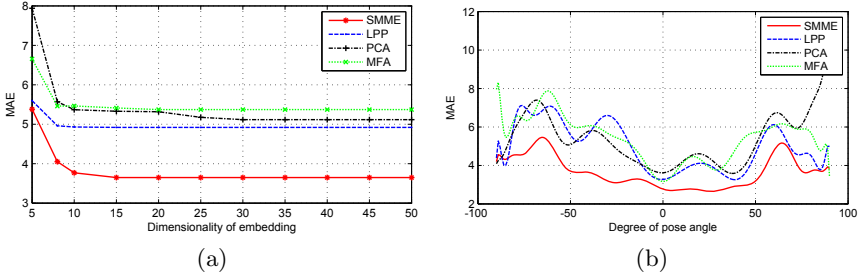 8
7
6
5
4
3
MAE
5 10 15 20 25 30 35 40 45 50
Dimensionality of embedding
SMME
LPP
PCA
MFA
(a)
12
10
8
6
4
2
MAE
-100 -50 0 50 100
Degree of pose angle
SMME
LPP
PCA
MFA
(b)